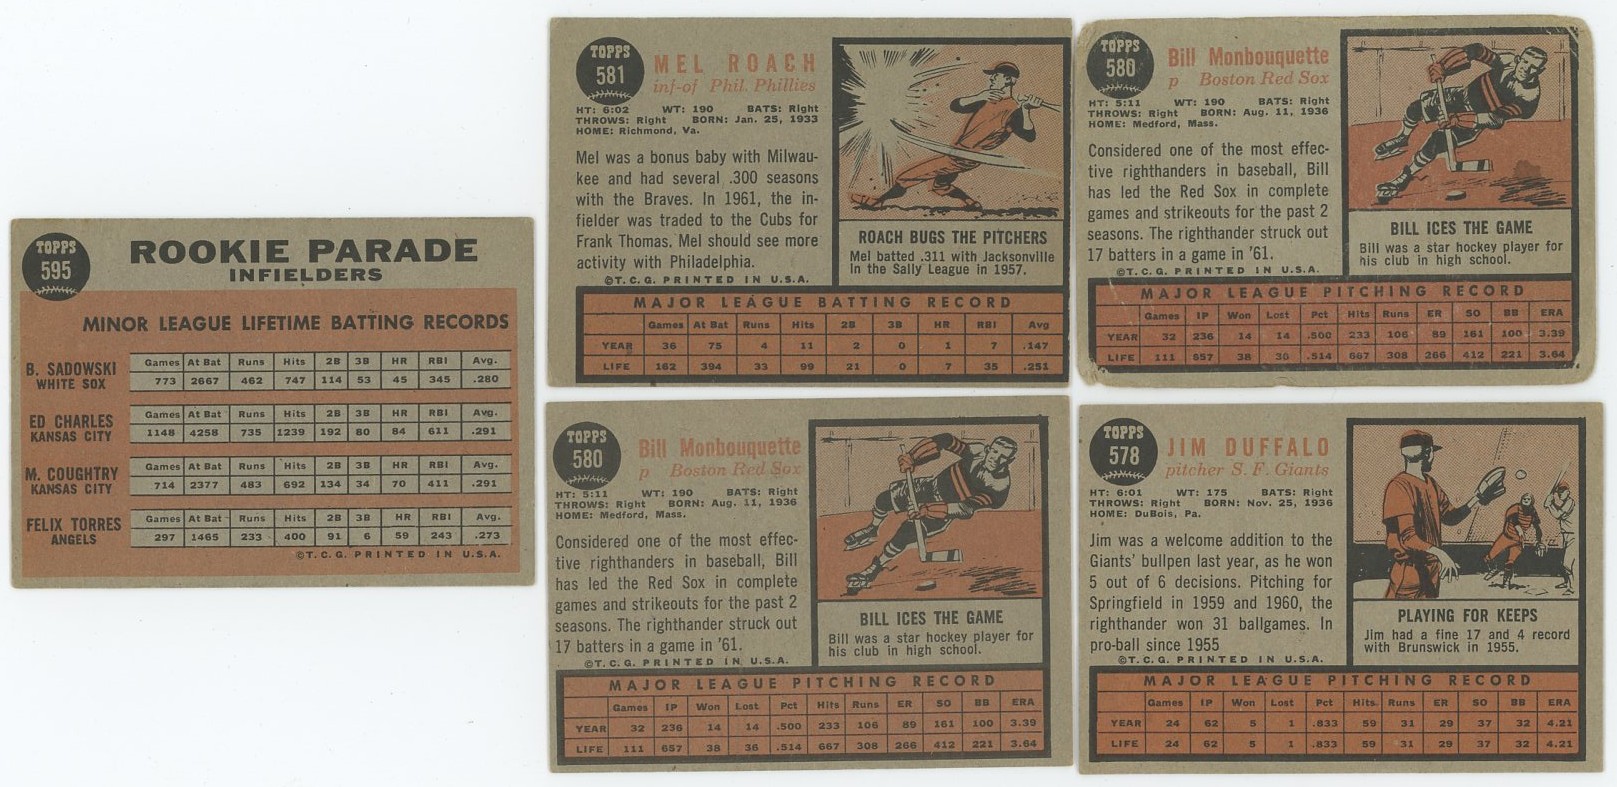 TOPPS
595
ROOKIE PARADE
INFIELDERS
MINOR LEAGUE LIFETIME BATTING RECORDS
B. SADOWSKI
WHITE SOX
Games At Bat Runs Hits 2B 3B HR RBI Avg.
773 2667 462 747 114 53 45 345 .280
ED CHARLES
KANSAS CITY
Games At Bat Runs Hits 2B 3B HR RBI Avg.
1148 4258 735 1239 192 80 84 611 .291
M. COUGHTRY
KANSAS CITY
Games At Bat Runs Hits 2B 3B HR RBI Avg.
714 2377 483 692 134 34 70 411 .291
FELIX TORRES
ANGELS
Games At Bat Runs Hits 2B 3B HR RBI Avg.
297 1465 233 400 91 6 59 243 .273
©T.C.G. PRINTED IN U.S.A.
TOPPS
581
MEL ROACH
inf-of Phil. Phillies
HT: 6:02 WT: 190 BATS: Right
THROWS: Right BORN: Jan. 25, 1933
HOME: Richmond, Va.
Mel was a bonus baby with Milwau-
kee and had several .300 seasons
with the Braves. In 1961, the in-
fielder was traded to the Cubs for
Frank Thomas. Mel should see more
activity with Philadelphia.
©T.C.G. PRINTED IN U.S.A.
ROACH BUGS THE PITCHERS
Mel batted .311 with Jacksonville
In the Sally League in 1957.
MAJOR LEAGUE BATTING RECORD
Games At Bat Runs Hits 2B 3B HR RBI Avg
YEAR 36 75 4 11 2 0 1 7 .147
LIFE 162 394 33 99 21 0 7 35 .251
TOPPS
580
Bill Monbouquette
p Boston Red Sox
HT: 5:11 WT: 190 BATS: Right
THROWS: Right BORN: Aug. 11, 1936
HOME: Medford, Mass.
Considered one of the most effec-
tive righthanders in baseball, Bill
has led the Red Sox in complete
games and strikeouts for the past 2
seasons. The righthander struck out
17 batters in a game in '61.
©T.C.G. PRINTED IN U.S.A.
BILL ICES THE GAME
Bill was a star hockey player for
his club in high school.
MAJOR LEAGUE PITCHING RECORD
Games IP Won Lost Pct Hits Runs ER SO BB ERA
YEAR 32 236 14 14 .500 233 106 89 161 100 3.39
LIFE 111 657 38 36 .514 667 308 266 412 221 3.64
TOPPS
580
Bill Monbouquette
p Boston Red Sox
HT: 5:11 WT: 190 BATS: Right
THROWS: Right BORN: Aug. 11, 1936
HOME: Medford, Mass.
Considered one of the most effec-
tive righthanders in baseball, Bill
has led the Red Sox in complete
games and strikeouts for the past 2
seasons. The righthander struck out
17 batters in a game in '61.
©T.C.G. PRINTED IN U.S.A.
BILL ICES THE GAME
Bill was a star hockey player for
his club in high school.
MAJOR LEAGUE PITCHING RECORD
Games IP Won Lost Pct Hits Runs ER SO BB ERA
YEAR 32 236 14 14 .500 233 106 89 161 100 3.39
LIFE 111 657 38 36 .514 667 308 266 412 221 3.64
TOPPS
578
JIM DUFFALO
pitcher S. F. Giants
HT: 6:01 WT: 175 BATS: Right
THROWS: Right BORN: Nov. 25, 1936
HOME: DuBois, Pa.
Jim was a welcome addition to the
Giants' bullpen last year, as he won
5 out of 6 decisions. Pitching for
Springfield in 1959 and 1960, the
righthander won 31 ballgames. In
pro-ball since 1955
©T.C.G. PRINTED IN U.S.A.
PLAYING FOR KEEPS
Jim had a fine 17 and 4 record
with Brunswick in 1955.
MAJOR LEAGUE PITCHING RECORD
Games IP Won Lost Pct Hits Runs ER SO BB ERA
YEAR 24 62 5 1 .833 59 31 29 37 32 4.21
LIFE 24 62 5 1 .833 59 31 29 37 32 4.21